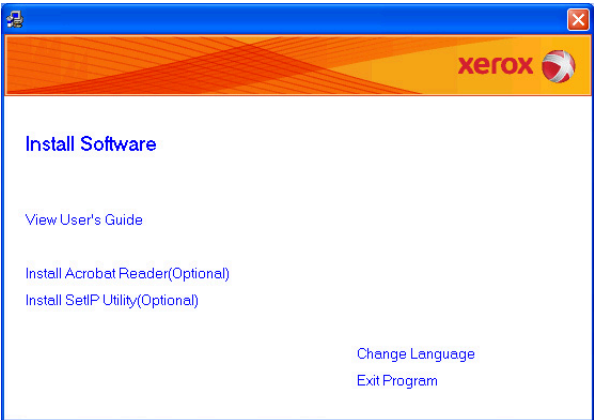 xerox
Install Software
View User's Guide
Install Acrobat Reader(Optional)
Install SetIP Utility(Optional)
Change Language
Exit Program